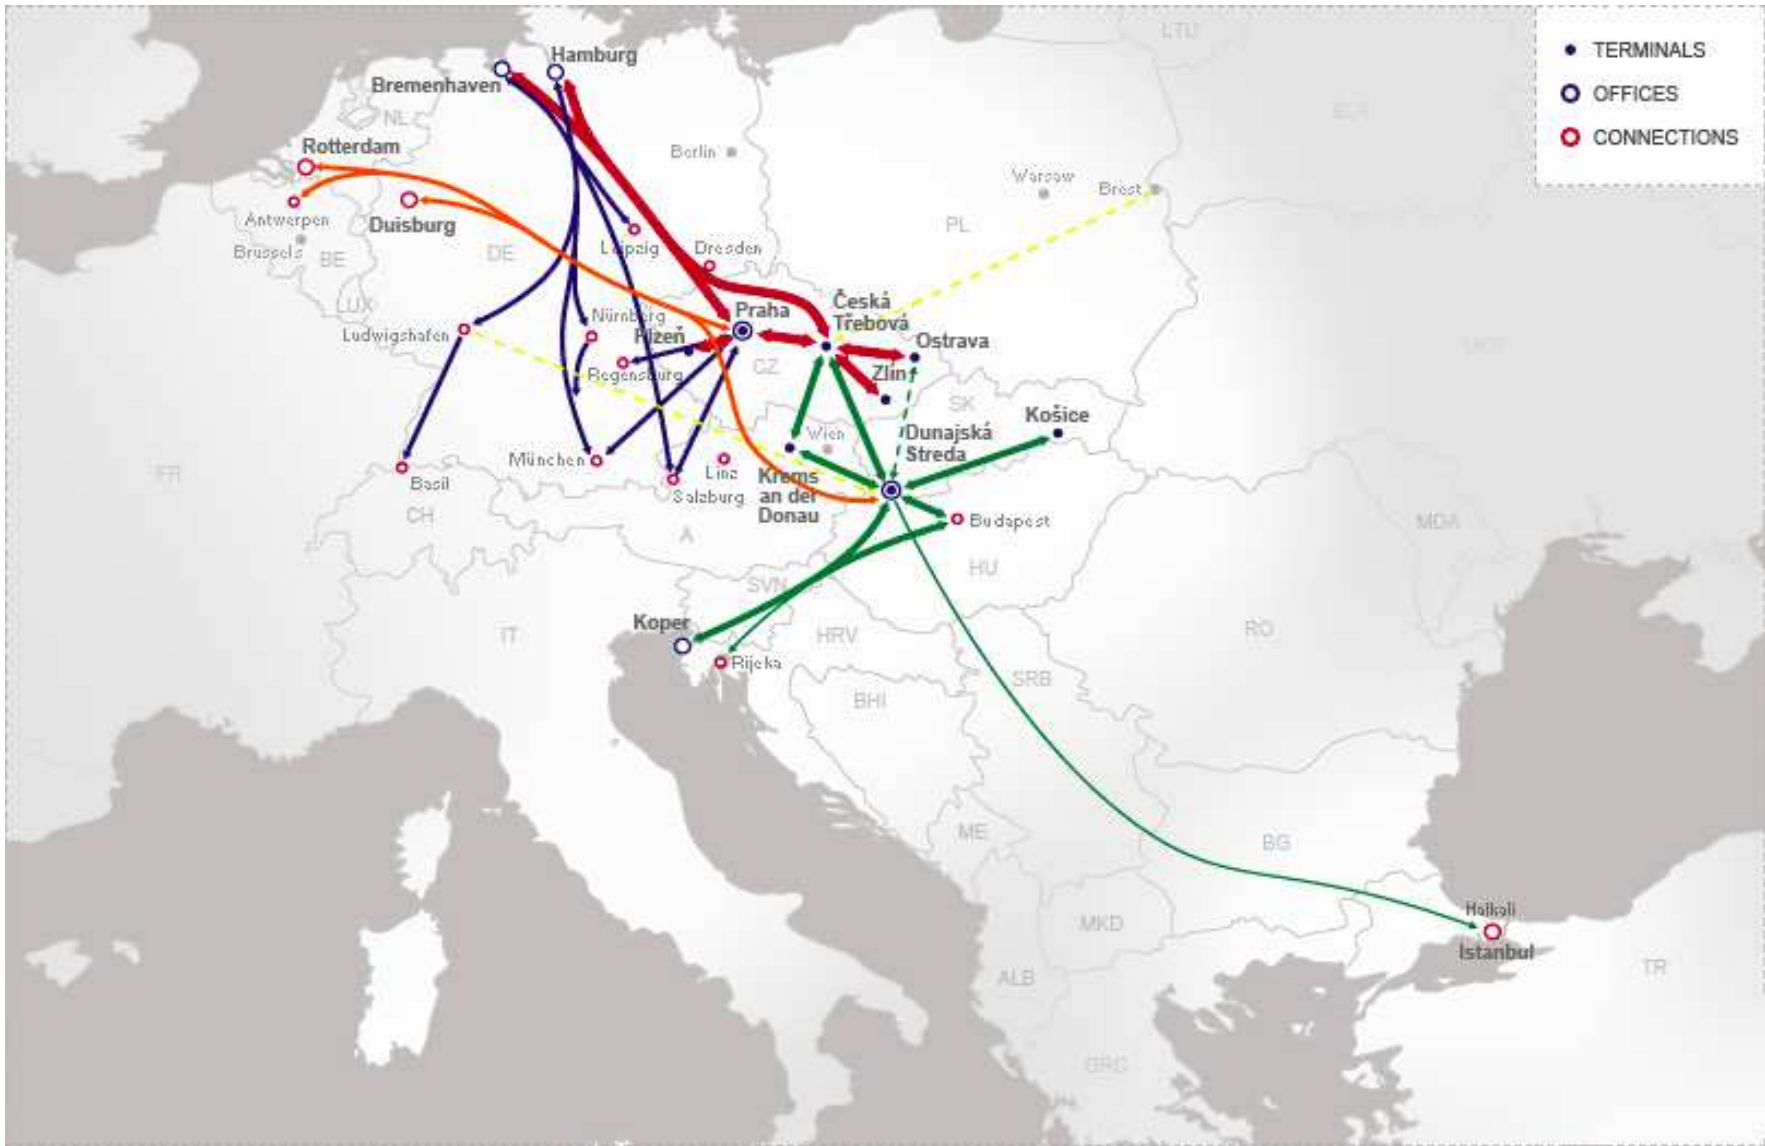 LTU
TERMINALS
OFFICES
CONNECTIONS
Hamburg
Bremenhaven
NL
Rotterdam
Berlin
Warsaw
Brest
Antwerpen
Duisburg
Brussels
BE
DE
PL
Leipzig
Dresden
LUX
Ludwigshafen
Nürnberg
Praha
Česká
Třebová
Plzeň
Ostrava
CZ
Regensburg
Zlín
SK
Košice
Wien
Dunajská
Streda
FR
München
Basil
Linz
Salzburg
Krems
an der
Donau
CH
A
Budapest
MDA
HU
SVN
Koper
IT
HRV
Rijeka
RO
SRB
BHI
ME
BG
MKD
Halkali
Istanbul
ALB
TR
GRC